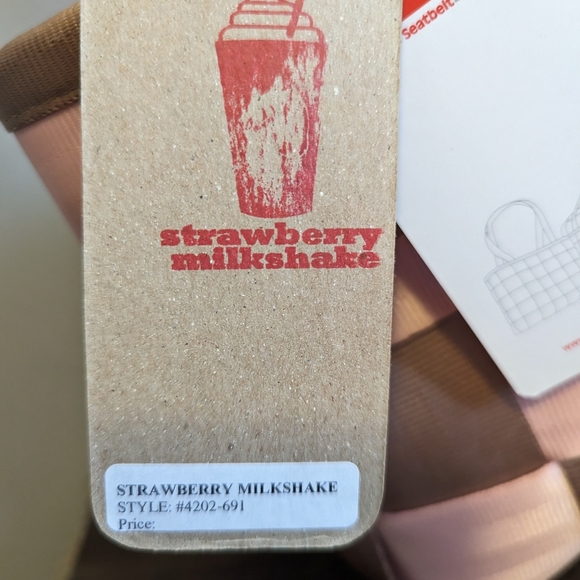 Seatbelt
strawberry
milkshake
STRAWBERRY MILKSHAKE
STYLE: #4202-691
Price: